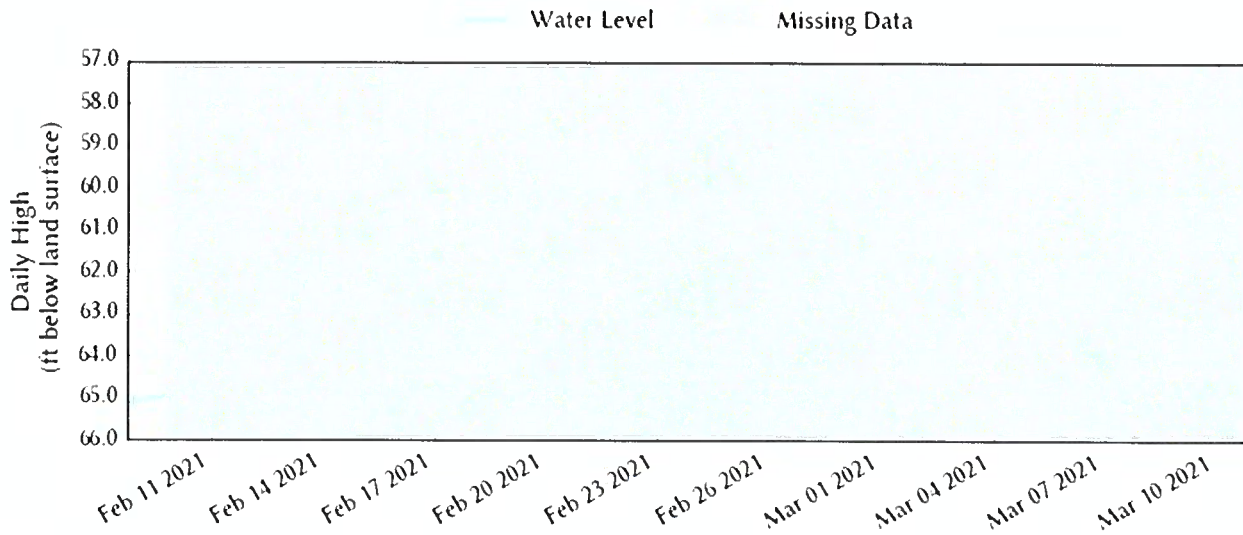 Water Level
Missing Data
57.0
58.0
59.0
60.0
61.0
62.0
63.0
64.0
65.0
66.0
Daily High
(ft below land surface)
Feb 11 2021
Feb 14 2021
Feb 17 2021
Feb 20 2021
Feb 23 2021
Feb 26 2021
Mar 01 2021
Mar 04 2021
Mar 07 2021
Mar 10 2021